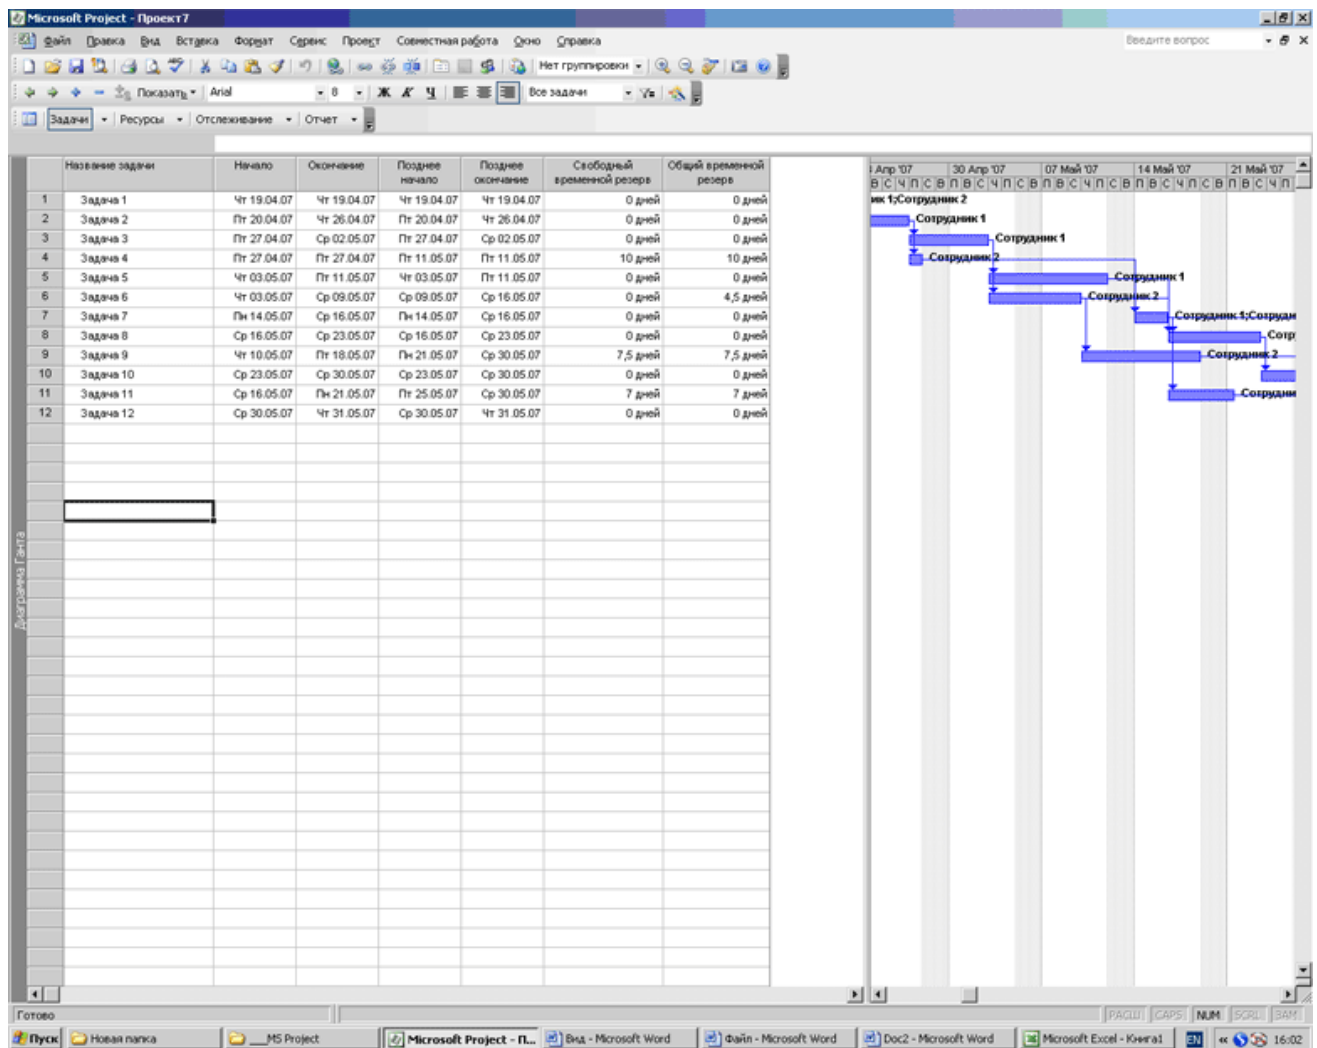 Microsoft Project - Проект7
Файл Правка Вид Вставка Формат Сервис Проект Совместная работа Окно Справка Введите вопрос
Нет группировки
Показать Arial 8 Ж К Ч Все задачи
Задачи Ресурсы Отслеживание Отчет
Название задачи Начало Окончание Позднее начало Позднее окончание Свободный временной резерв Общий временной резерв
1 Задача 1 Чт 19.04.07 Чт 19.04.07 Чт 19.04.07 Чт 19.04.07 0 дней 0 дней
2 Задача 2 Пт 20.04.07 Чт 26.04.07 Пт 20.04.07 Чт 26.04.07 0 дней 0 дней
3 Задача 3 Пт 27.04.07 Ср 02.05.07 Пт 27.04.07 Ср 02.05.07 0 дней 0 дней
4 Задача 4 Пт 27.04.07 Пт 27.04.07 Пт 11.05.07 Пт 11.05.07 10 дней 10 дней
5 Задача 5 Чт 03.05.07 Пт 11.05.07 Чт 03.05.07 Пт 11.05.07 0 дней 0 дней
6 Задача 6 Чт 03.05.07 Ср 09.05.07 Ср 09.05.07 Ср 16.05.07 0 дней 4,5 дней
7 Задача 7 Пн 14.05.07 Ср 16.05.07 Пн 14.05.07 Ср 16.05.07 0 дней 0 дней
8 Задача 8 Ср 16.05.07 Ср 23.05.07 Ср 16.05.07 Ср 23.05.07 0 дней 0 дней
9 Задача 9 Чт 10.05.07 Пт 18.05.07 Пн 21.05.07 Ср 30.05.07 7,5 дней 7,5 дней
10 Задача 10 Ср 23.05.07 Ср 30.05.07 Ср 23.05.07 Ср 30.05.07 0 дней 0 дней
11 Задача 11 Ср 16.05.07 Пн 21.05.07 Пт 25.05.07 Ср 30.05.07 7 дней 7 дней
12 Задача 12 Ср 30.05.07 Чт 31.05.07 Ср 30.05.07 Чт 31.05.07 0 дней 0 дней
Апр '07 30 Апр '07 07 Май '07 14 Май '07 21 Май '07
В С Ч П С В П В С Ч П С В П В С Ч П С В П В С Ч П С В П В С Ч П
ик 1;Сотрудник 2
Сотрудник 1
Сотрудник 1
Сотрудник 2
Сотрудник 1
Сотрудник 2
Сотрудник 1;Сотрудн
Сотр
Сотрудник 2
Сотрудник
Диаграмма Ганта
Готово РАСШ CAPS NUM SCRL ЗАМ
Пуск Новая папка __MS Project Microsoft Project - П... Вид - Microsoft Word Файл - Microsoft Word Doc2 - Microsoft Word Microsoft Excel - Книга1 EN 16:02